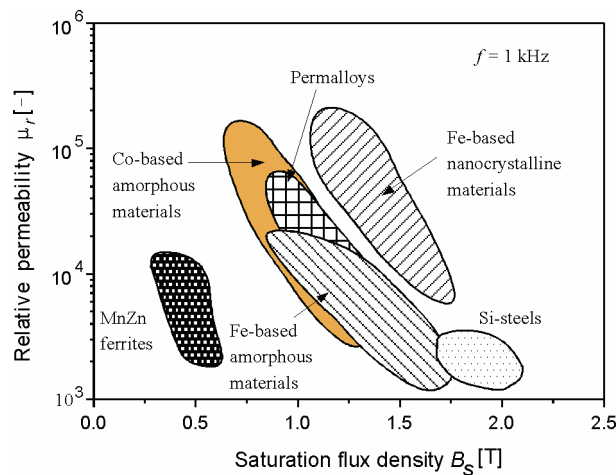 10⁶
10⁵
10⁴
10³
Relative permeability μr [-]
f = 1 kHz
Permalloys
Co-based
amorphous
materials
Fe-based
nanocrystalline
materials
MnZn
ferrites
Fe-based
amorphous
materials
Si-steels
0.0 0.5 1.0 1.5 2.0 2.5
Saturation flux density Bs [T]